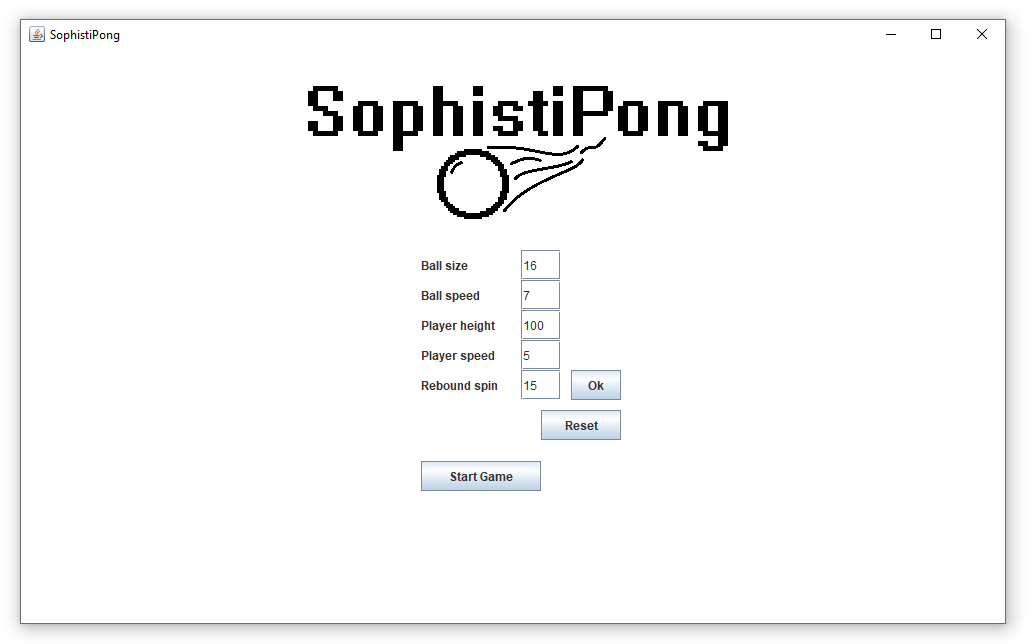 SophistiPong
SophistiPong
Ball size 16
Ball speed 7
Player height 100
Player speed 5
Rebound spin 15 Ok
Reset
Start Game